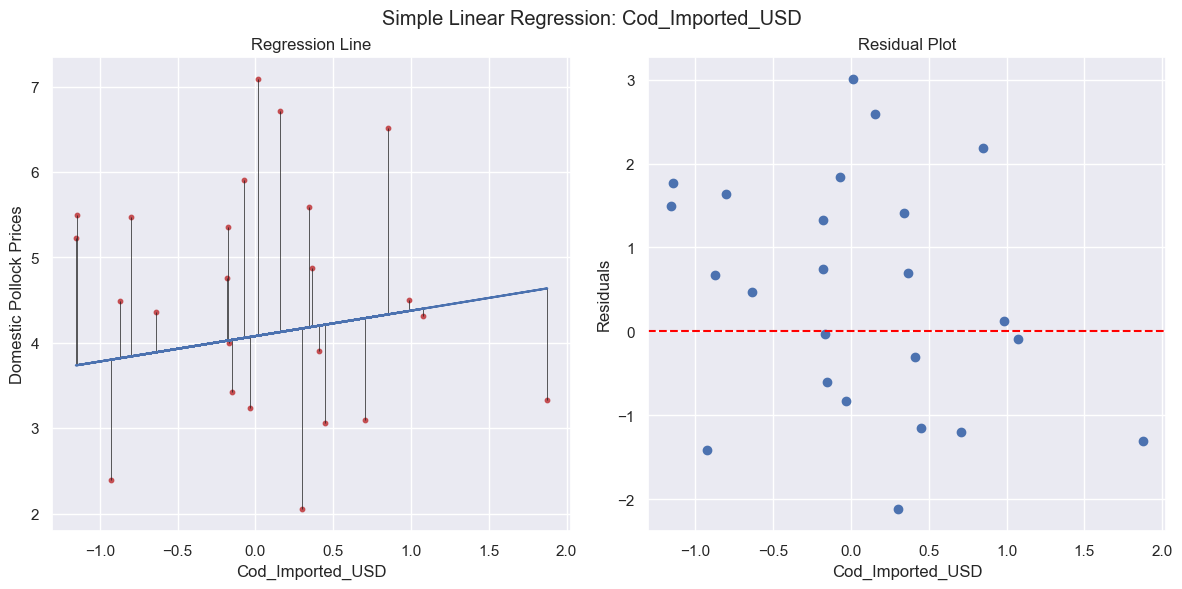 Simple Linear Regression: Cod_Imported_USD
Regression Line
Domestic Pollock Prices
7
6
5
4
3
2
−1.0 −0.5 0.0 0.5 1.0 1.5 2.0
Cod_Imported_USD
Residual Plot
Residuals
3
2
1
0
−1
−2
−1.0 −0.5 0.0 0.5 1.0 1.5 2.0
Cod_Imported_USD